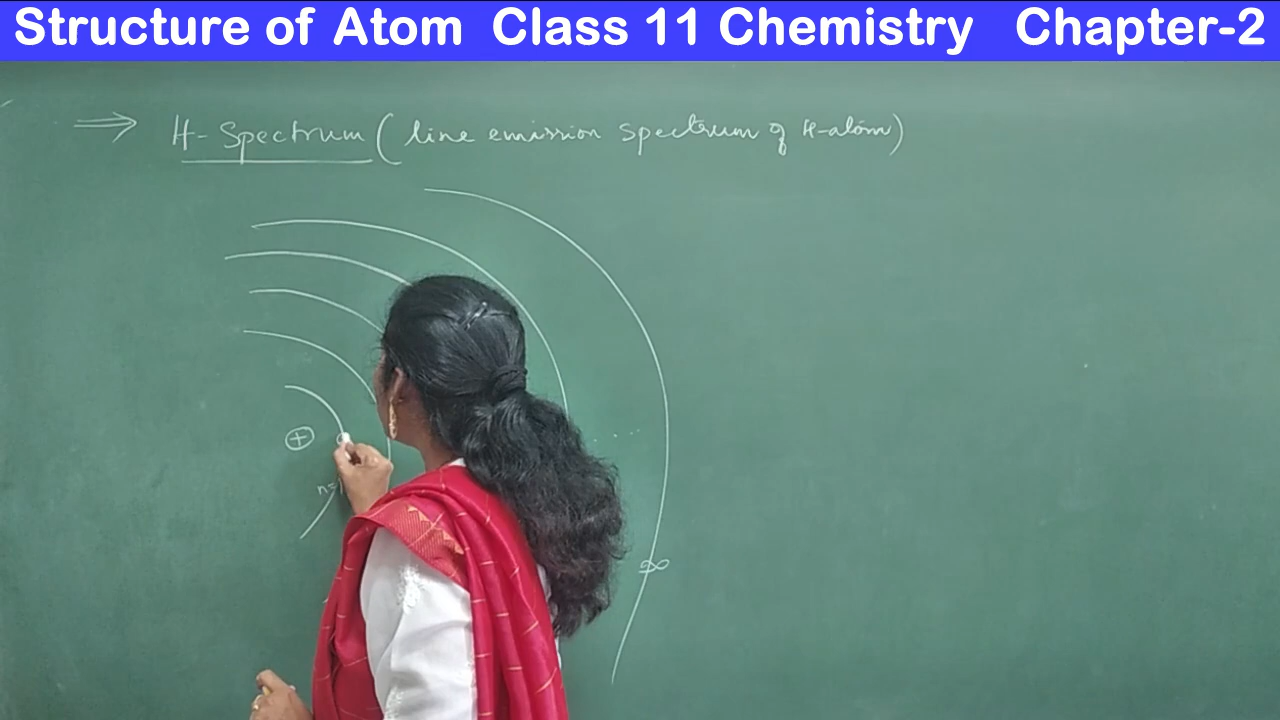 Structure of Atom Class 11 Chemistry Chapter-2
⇒ H-Spectrum (line emission spectrum of H-atom)
+
n=1
∞